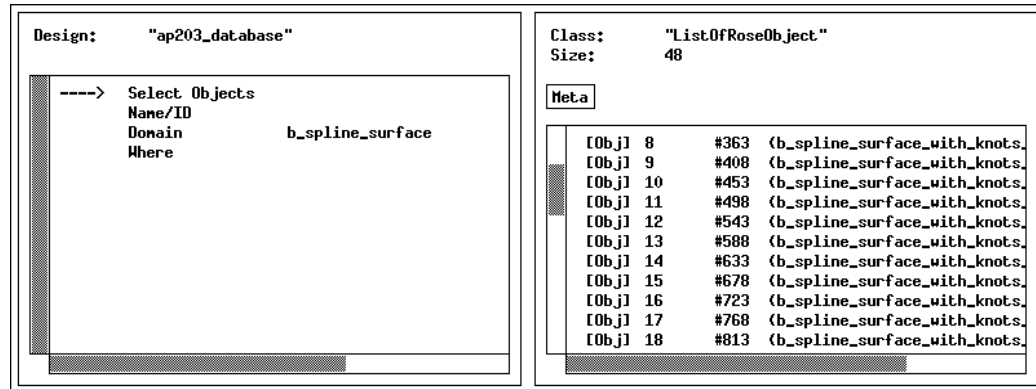 Design: "ap203_database"
----> Select Objects
Name/ID
Domain b_spline_surface
Where
Class: "ListOfRoseObject"
Size: 48
Meta
[Obj] 8 #363 (b_spline_surface_with_knots_
[Obj] 9 #408 (b_spline_surface_with_knots_
[Obj] 10 #453 (b_spline_surface_with_knots_
[Obj] 11 #498 (b_spline_surface_with_knots_
[Obj] 12 #543 (b_spline_surface_with_knots_
[Obj] 13 #588 (b_spline_surface_with_knots_
[Obj] 14 #633 (b_spline_surface_with_knots_
[Obj] 15 #678 (b_spline_surface_with_knots_
[Obj] 16 #723 (b_spline_surface_with_knots_
[Obj] 17 #768 (b_spline_surface_with_knots_
[Obj] 18 #813 (b_spline_surface_with_knots_